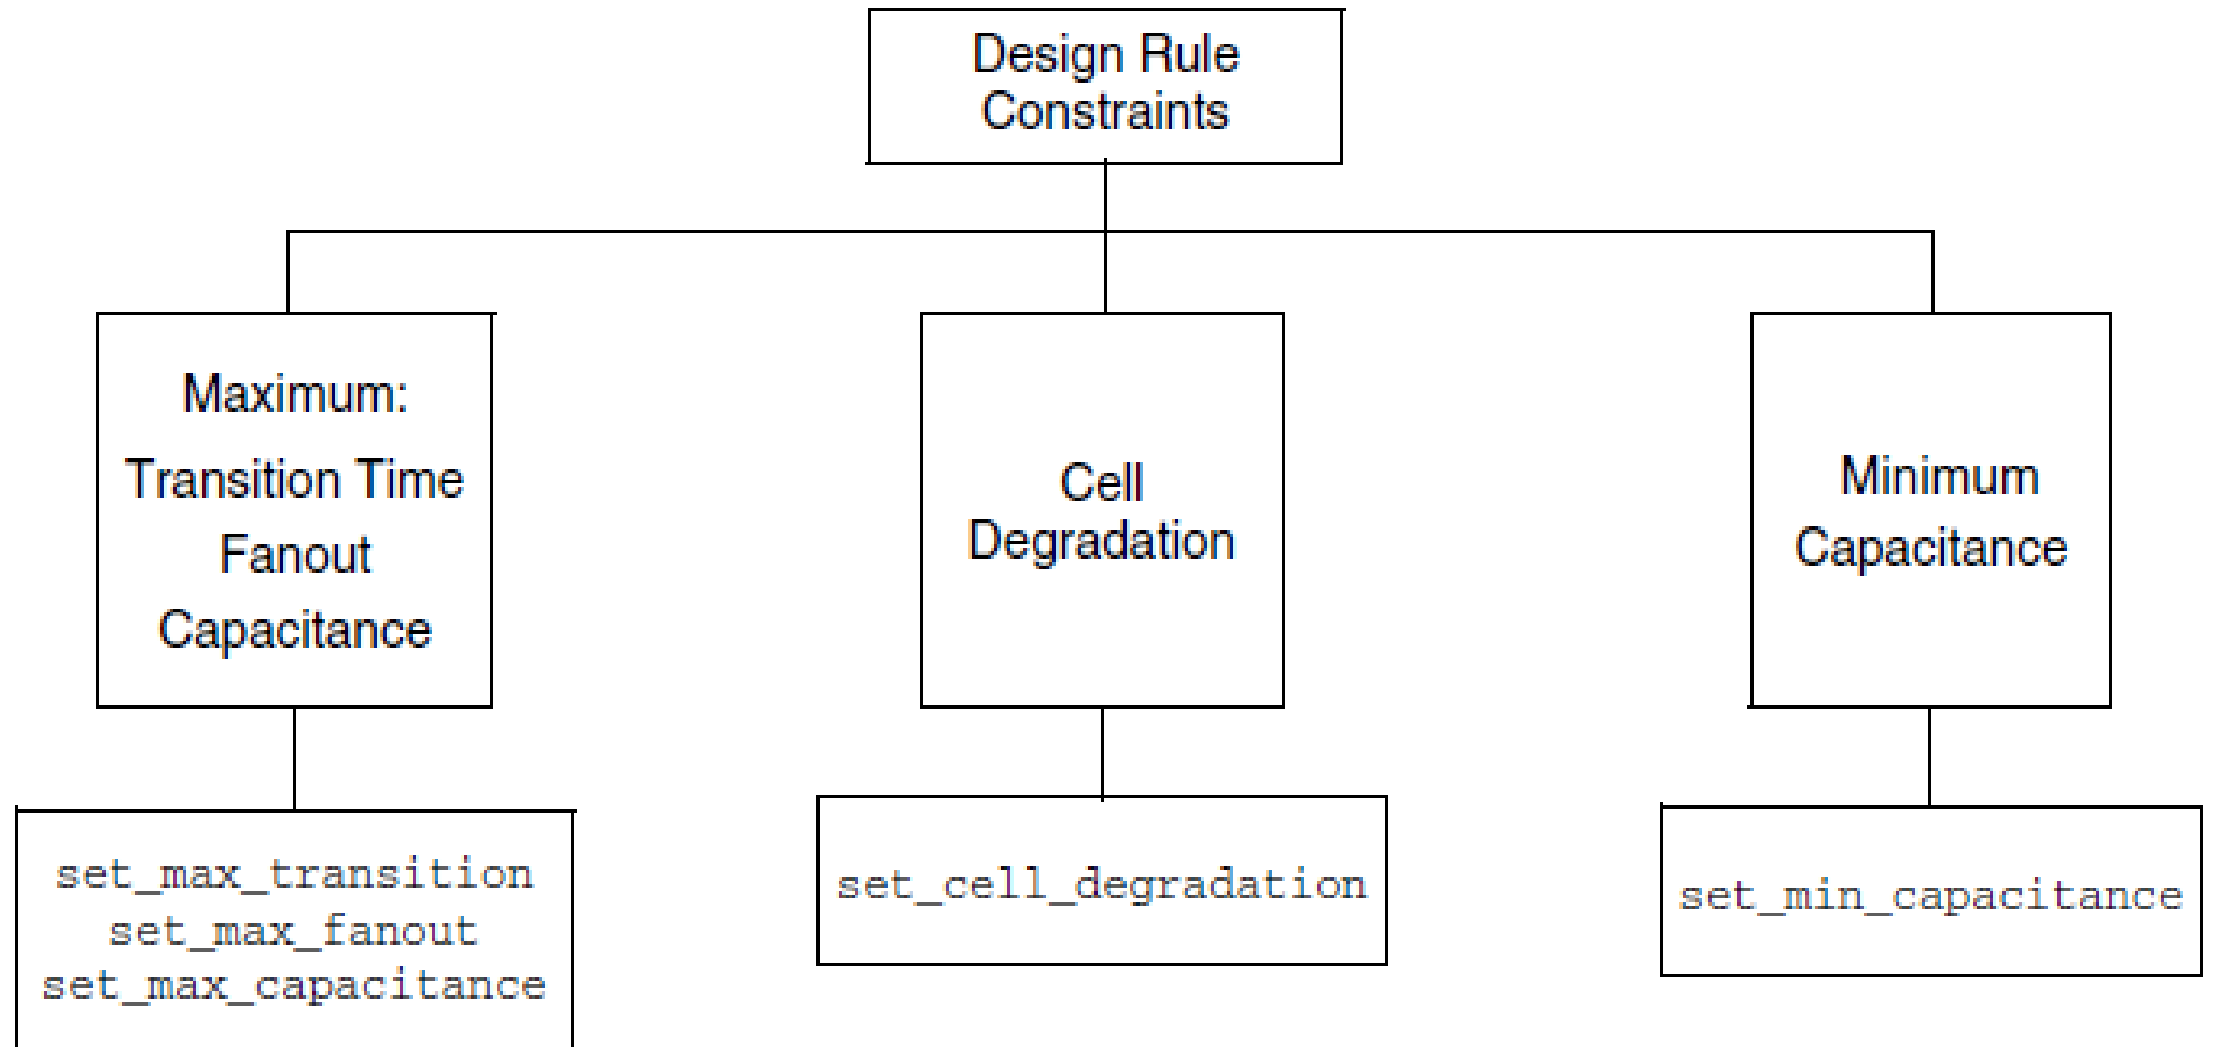 Design Rule
Constraints
Maximum:
Transition Time
Fanout
Capacitance
Cell
Degradation
Minimum
Capacitance
set_max_transition
set_max_fanout
set_max_capacitance
set_cell_degradation
set_min_capacitance